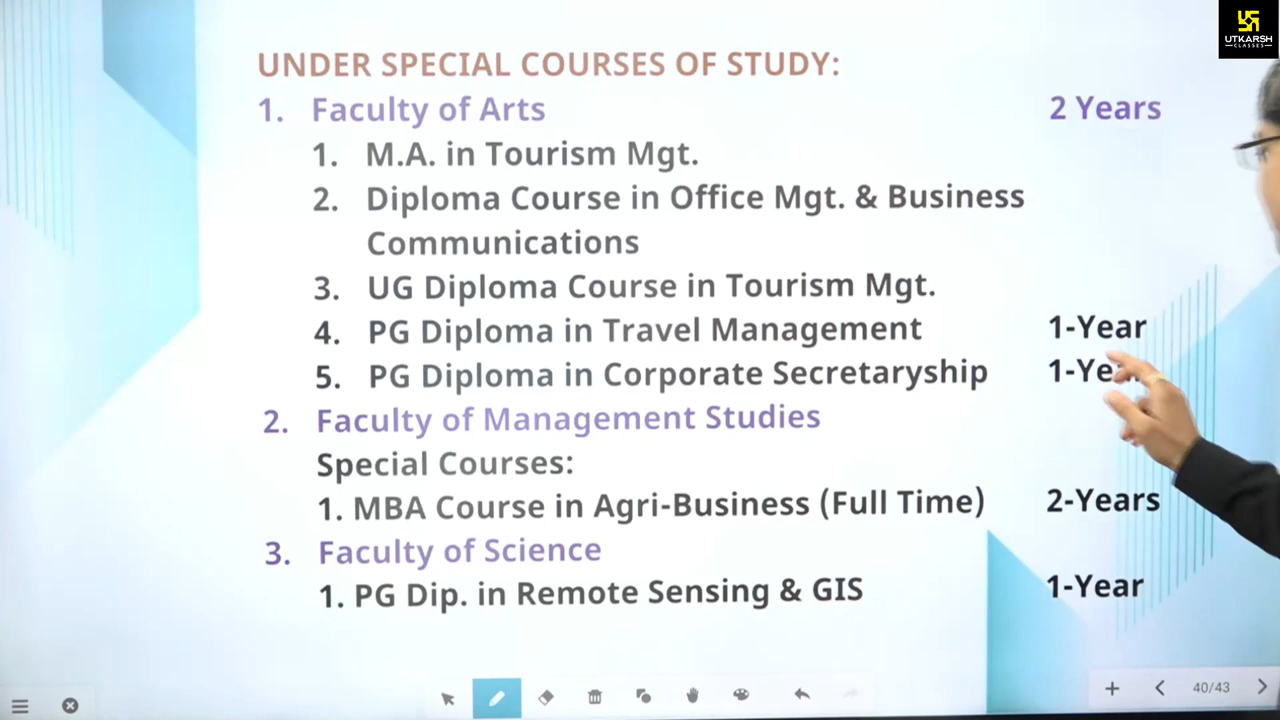 UTKARSH
CLASSES
UNDER SPECIAL COURSES OF STUDY:
1. Faculty of Arts 2 Years
1. M.A. in Tourism Mgt.
2. Diploma Course in Office Mgt. & Business
Communications
3. UG Diploma Course in Tourism Mgt.
4. PG Diploma in Travel Management 1-Year
5. PG Diploma in Corporate Secretaryship
2. Faculty of Management Studies
Special Courses:
1. MBA Course in Agri-Business (Full Time) 2-Years
3. Faculty of Science
1. PG Dip. in Remote Sensing & GIS 1-Year
40/43